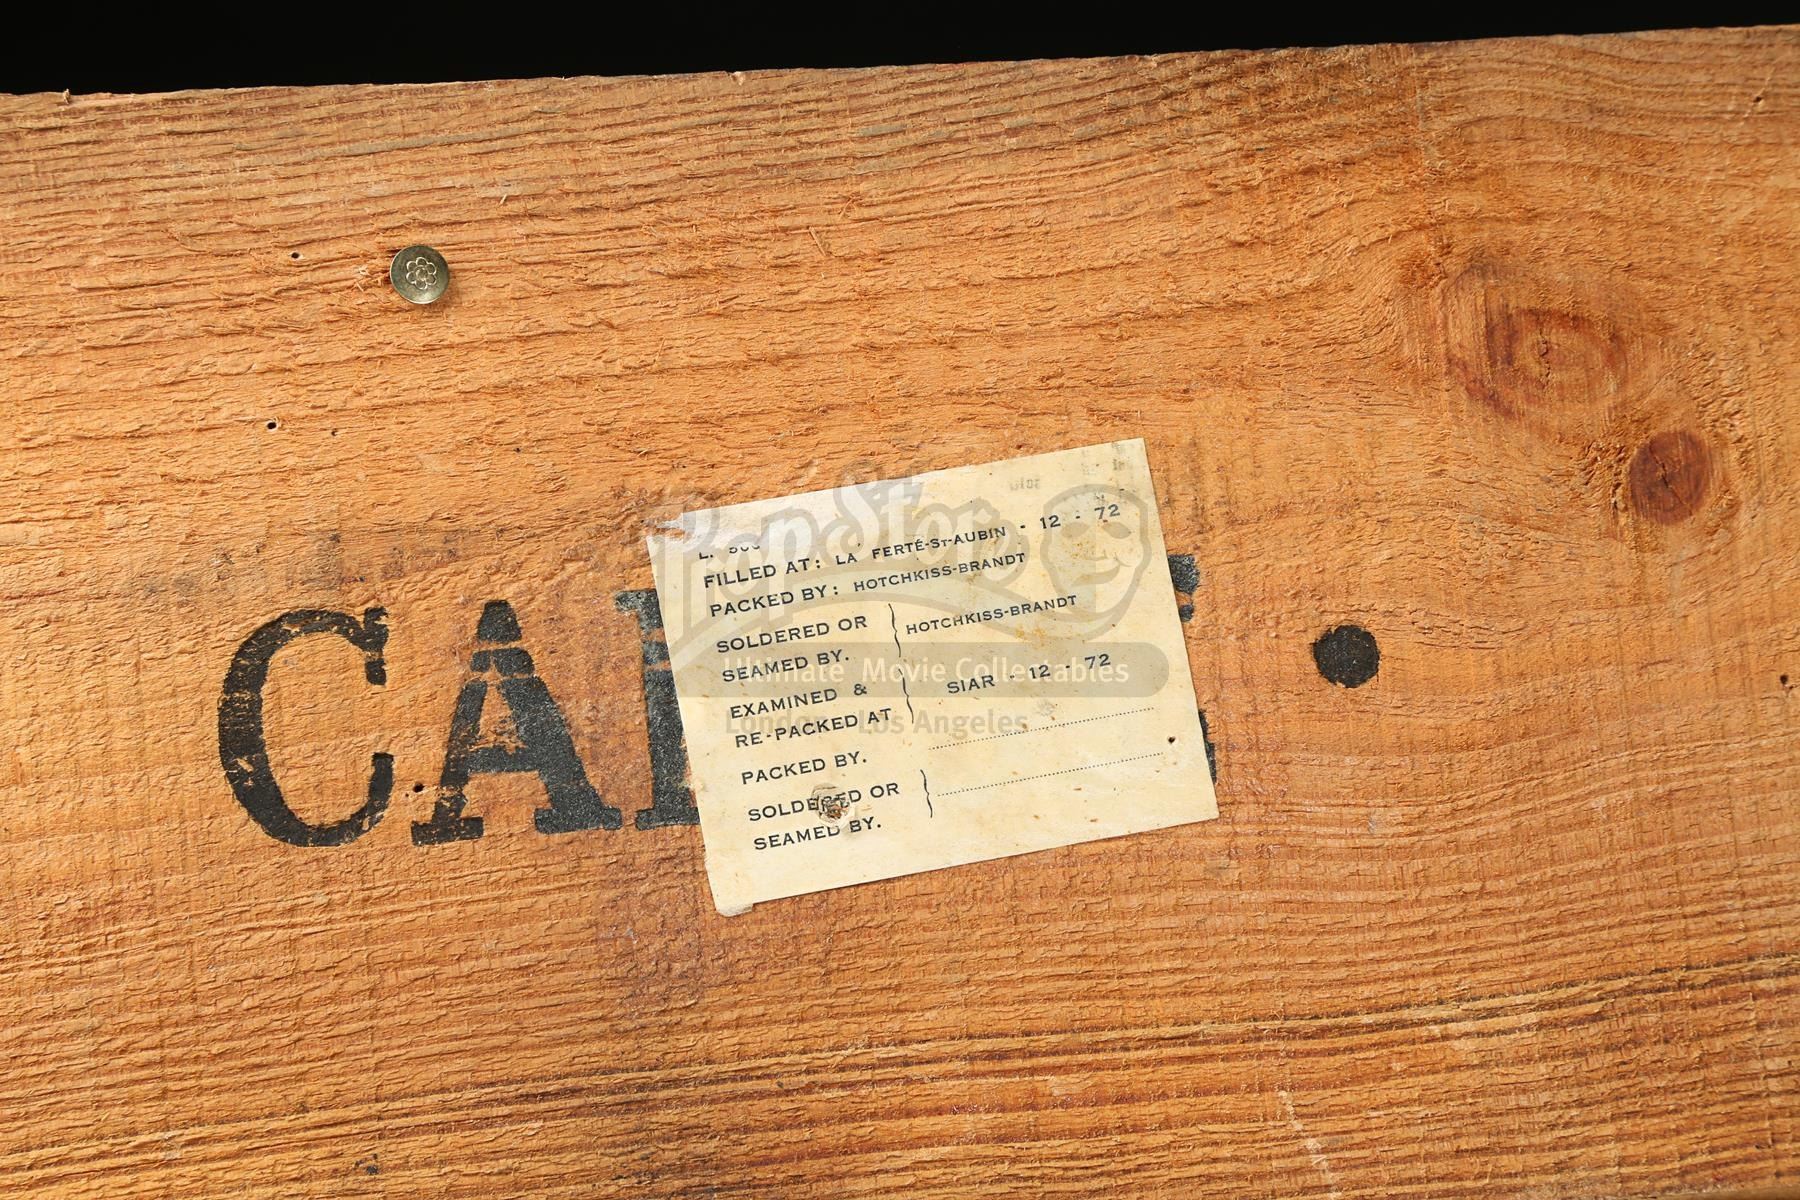 FILLED AT: LA FERTÉ-ST-AUBIN - 12 - 72
PACKED BY: HOTCHKISS-BRANDT
SOLDERED OR
SEAMED BY. } HOTCHKISS-BRANDT
EXAMINED &
RE-PACKED AT } SIAR - 12 - 72
PACKED BY.
SOLDERED OR
SEAMED BY.
CA
PropStore
Ultimate Movie Collectables
London Los Angeles